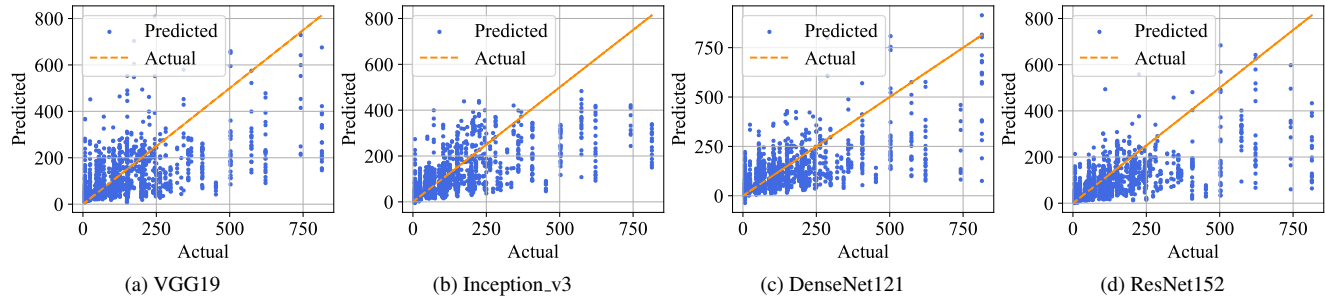 800
600
400
200
0
Predicted
Predicted
Actual
0
250
500
750
Actual
(a) VGG19
800
600
400
200
0
Predicted
Predicted
Actual
0
250
500
750
Actual
(b) Inception_v3
750
500
250
0
Predicted
Predicted
Actual
0
250
500
750
Actual
(c) DenseNet121
800
600
400
200
0
Predicted
Predicted
Actual
0
250
500
750
Actual
(d) ResNet152